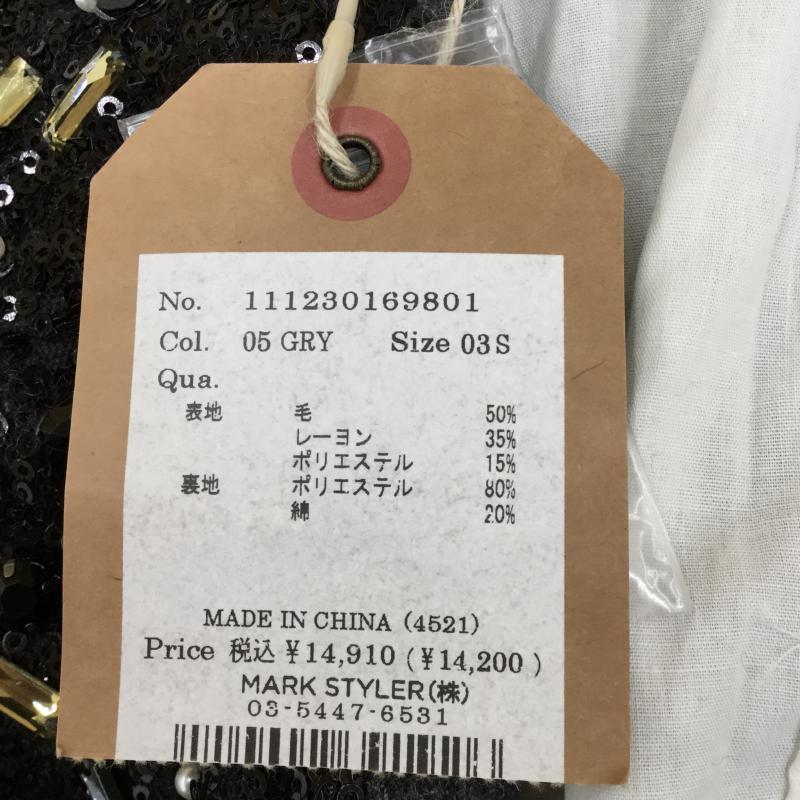 No. 111230169801
Col. 05 GRY Size 03 S
Qua.
表地 毛 50%
レーヨン 35%
ポリエステル 15%
裏地 ポリエステル 80%
綿 20%
MADE IN CHINA (4521)
Price 税込 ¥14,910 (¥14,200 )
MARK STYLER(株)
03-5447-6531